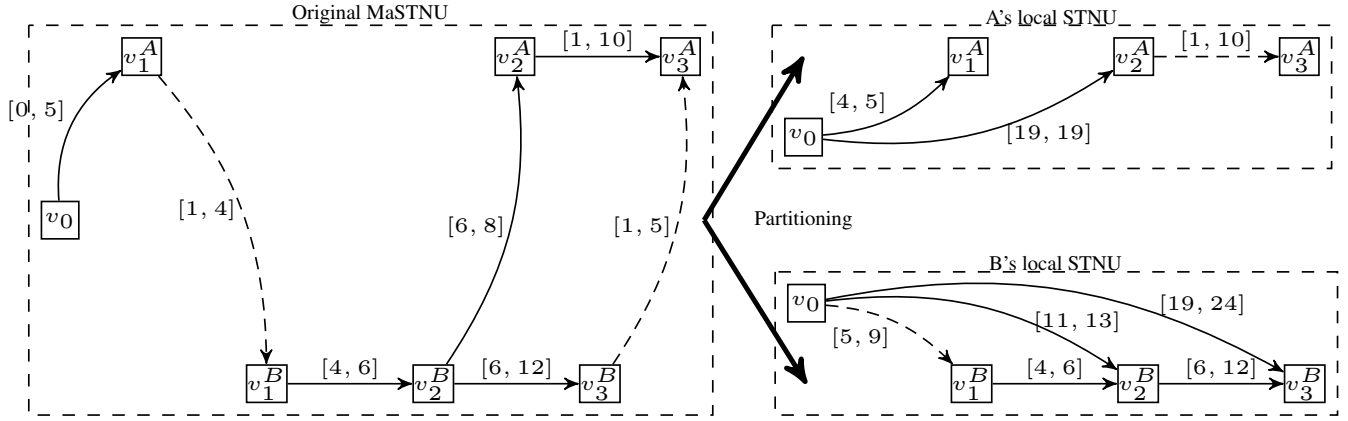 Original MaSTNU
v₁ᴬ
v₂ᴬ
[1, 10]
v₃ᴬ
[0, 5]
v₀
[1, 4]
[6, 8]
[1, 5]
v₁ᴮ
[4, 6]
v₂ᴮ
[6, 12]
v₃ᴮ
Partitioning
A's local STNU
v₁ᴬ
v₂ᴬ
[1, 10]
v₃ᴬ
[4, 5]
v₀
[19, 19]
B's local STNU
v₀
[19, 24]
[11, 13]
[5, 9]
v₁ᴮ
[4, 6]
v₂ᴮ
[6, 12]
v₃ᴮ